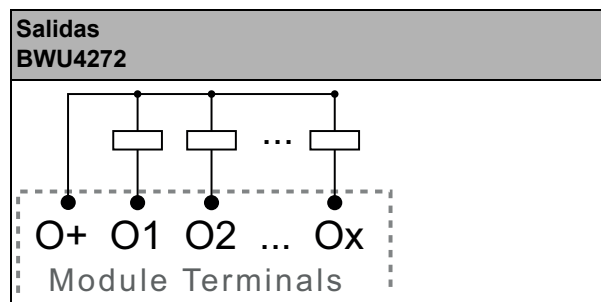 Salidas
BWU4272
...
O+ O1 O2 ... Ox
Module Terminals